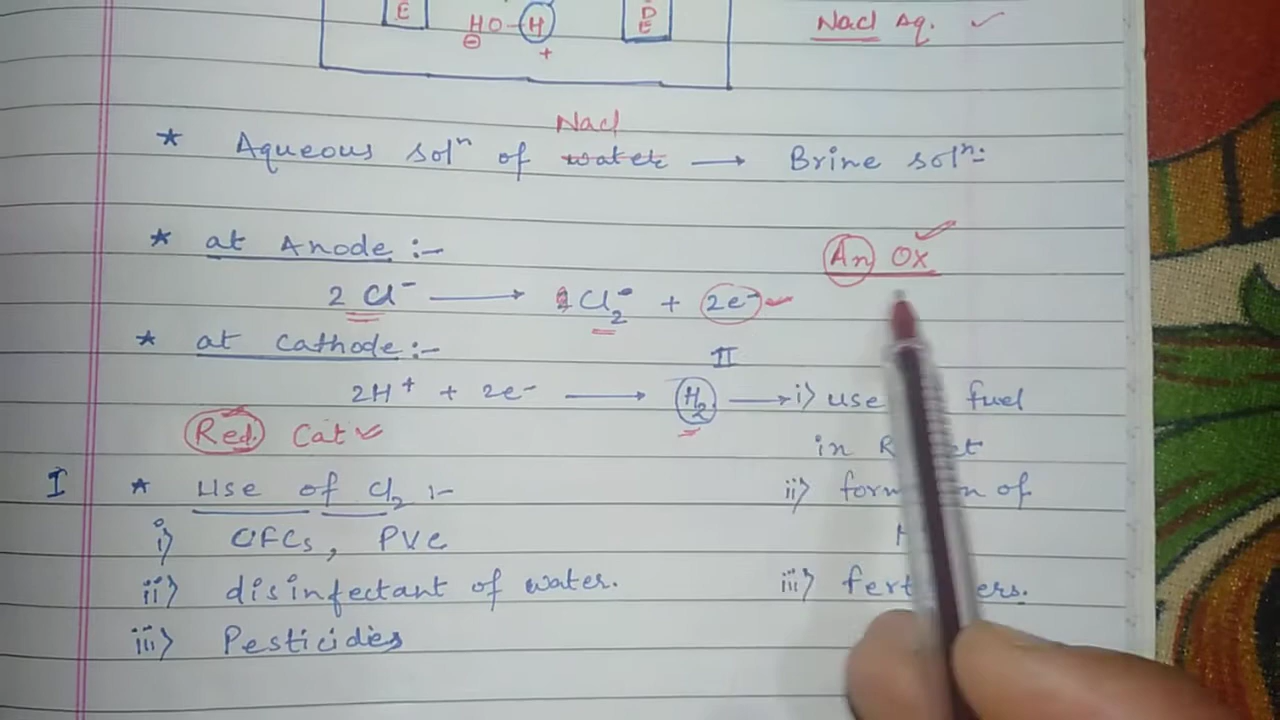 E
HO-H
D
E
Nacl Aq.
⊖
+
Nacl
* Aqueous solⁿ of water → Brine solⁿ:
* at Anode :-
An Ox
2 Cl⁻ → Cl₂ + 2e⁻
* at Cathode :-
II
2H⁺ + 2e⁻ → H₂ → i) use fuel
Red. Cat
in
I * Use of Cl₂ :-
ii) of
i) CFCs, PVC
ii) disinfectant of water.
iii)
iii) Pesticides